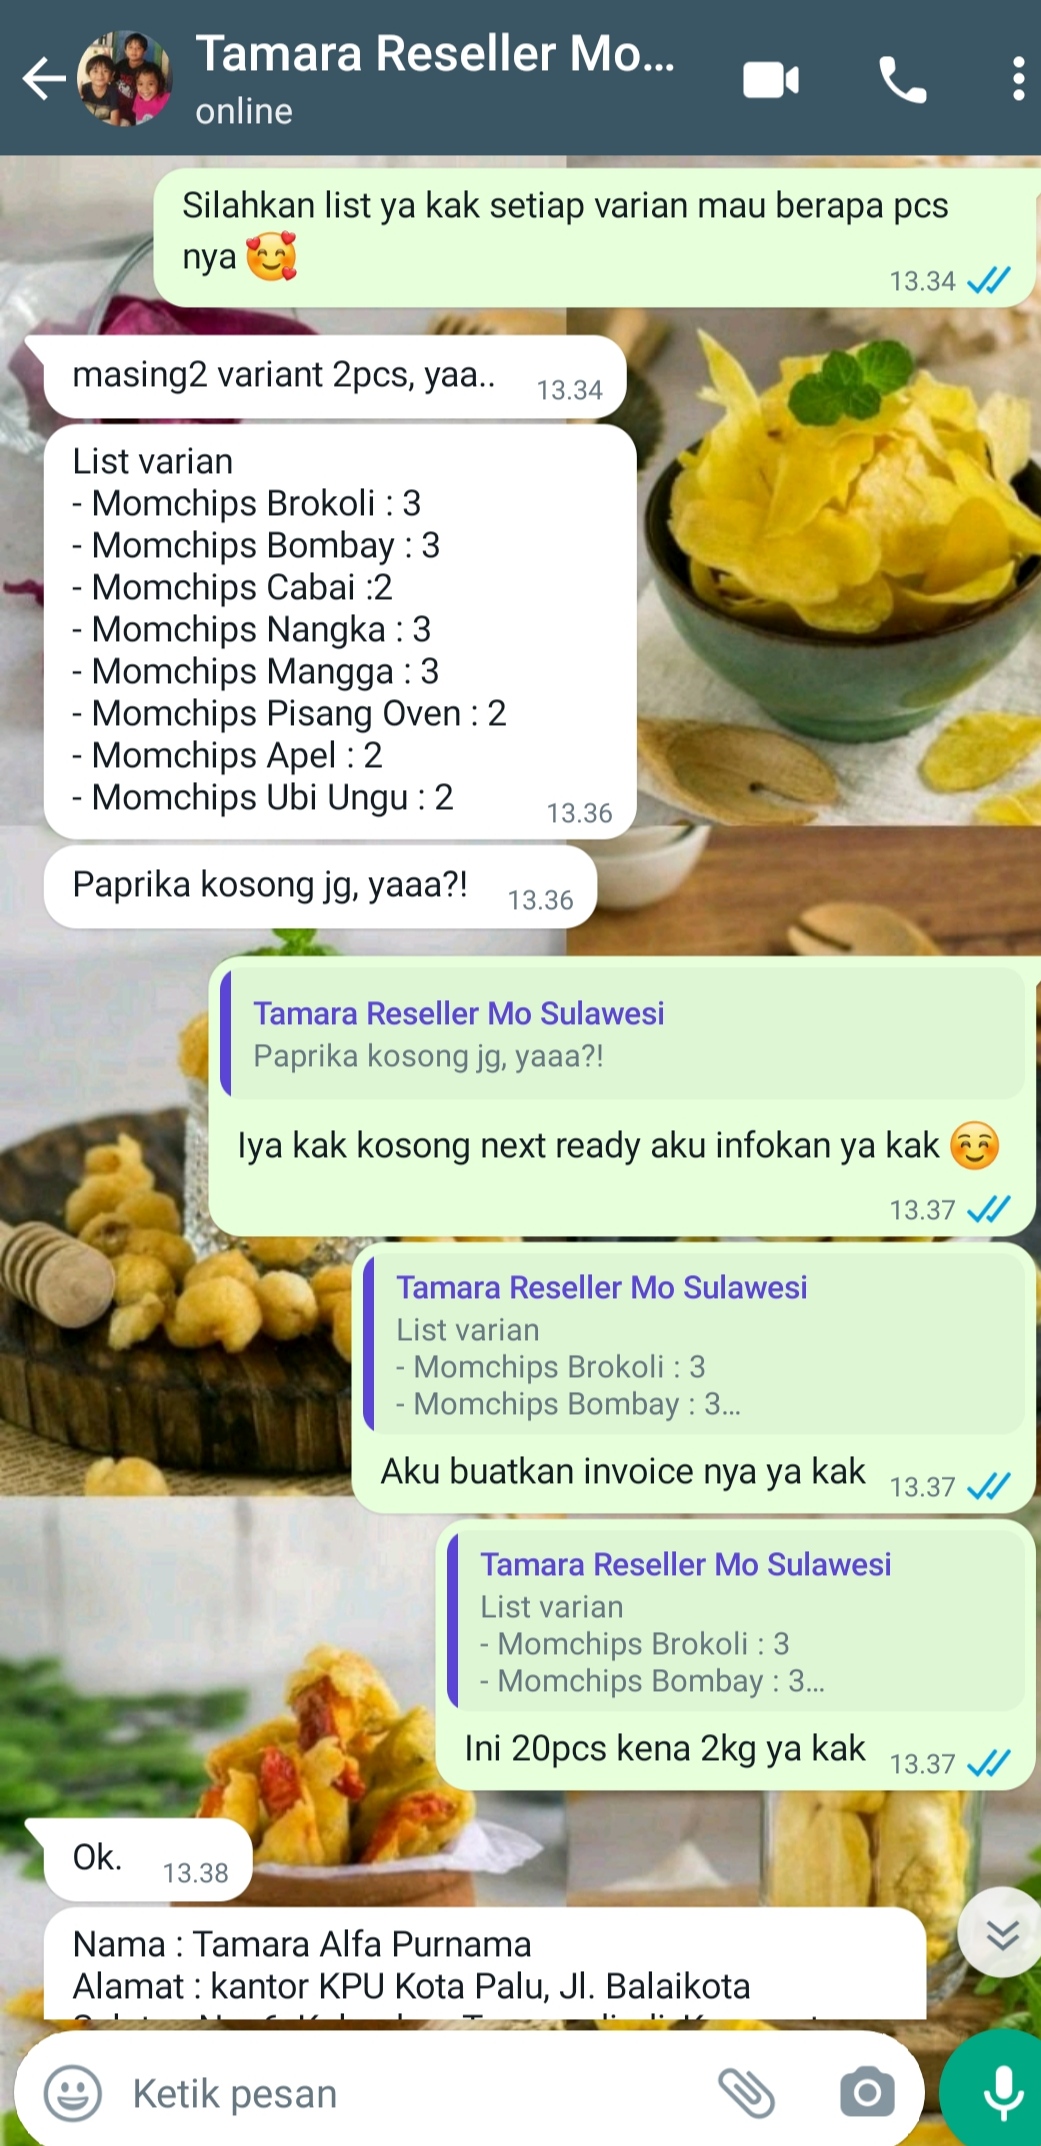 Tamara Reseller Mo...
online
Silahkan list ya kak setiap varian mau berapa pcs
nya 🥰
13.34
masing2 variant 2pcs, yaa.. 13.34
List varian
- Momchips Brokoli : 3
- Momchips Bombay : 3
- Momchips Cabai :2
- Momchips Nangka : 3
- Momchips Mangga : 3
- Momchips Pisang Oven : 2
- Momchips Apel : 2
- Momchips Ubi Ungu : 2
13.36
Paprika kosong jg, yaaa?! 13.36
Tamara Reseller Mo Sulawesi
Paprika kosong jg, yaaa?!
Iya kak kosong next ready aku infokan ya kak ☺️
13.37
Tamara Reseller Mo Sulawesi
List varian
- Momchips Brokoli : 3
- Momchips Bombay : 3...
Aku buatkan invoice nya ya kak 13.37
Tamara Reseller Mo Sulawesi
List varian
- Momchips Brokoli : 3
- Momchips Bombay : 3...
Ini 20pcs kena 2kg ya kak 13.37
Ok. 13.38
Nama : Tamara Alfa Purnama
Alamat : kantor KPU Kota Palu, Jl. Balaikota
Ketik pesan